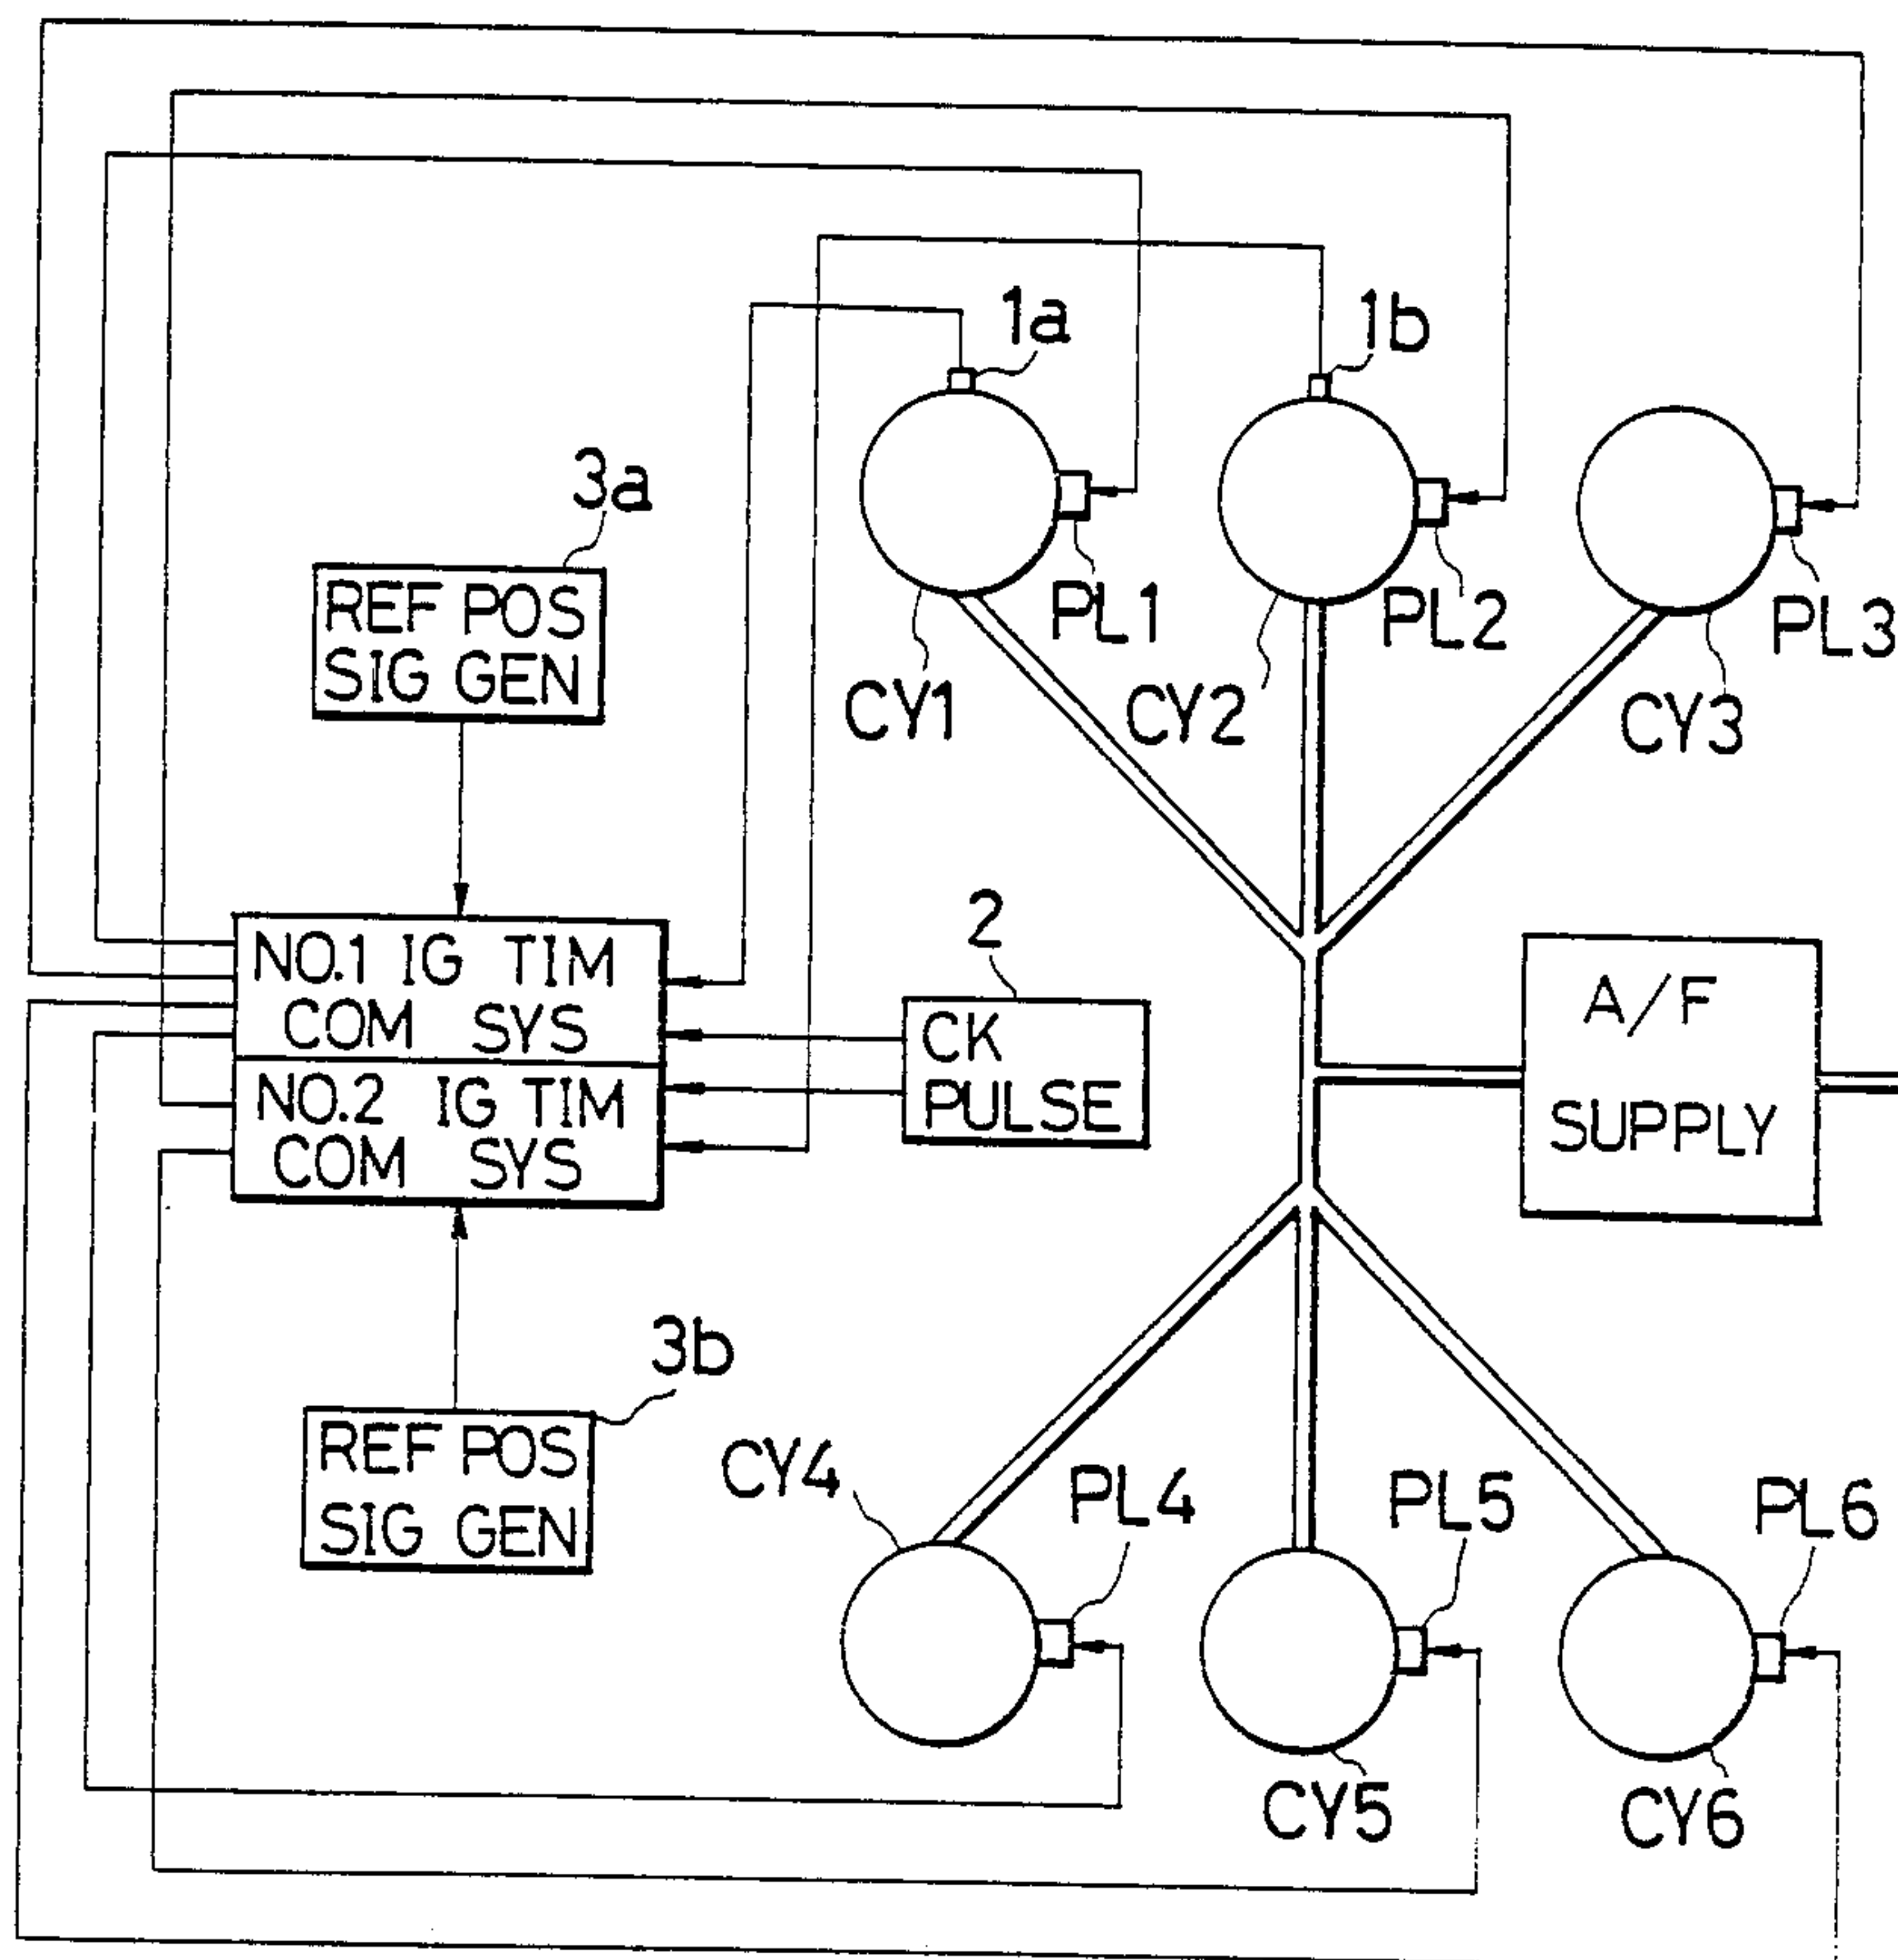 1a
1b
3a
REF POS
SIG GEN
PL1
PL2
PL3
CY1
CY2
CY3
2
NO.1 IG TIM
COM SYS
NO.2 IG TIM
COM SYS
CK
PULSE
A/F
SUPPLY
3b
REF POS
SIG GEN
CY4
PL4
PL5
PL6
CY5
CY6